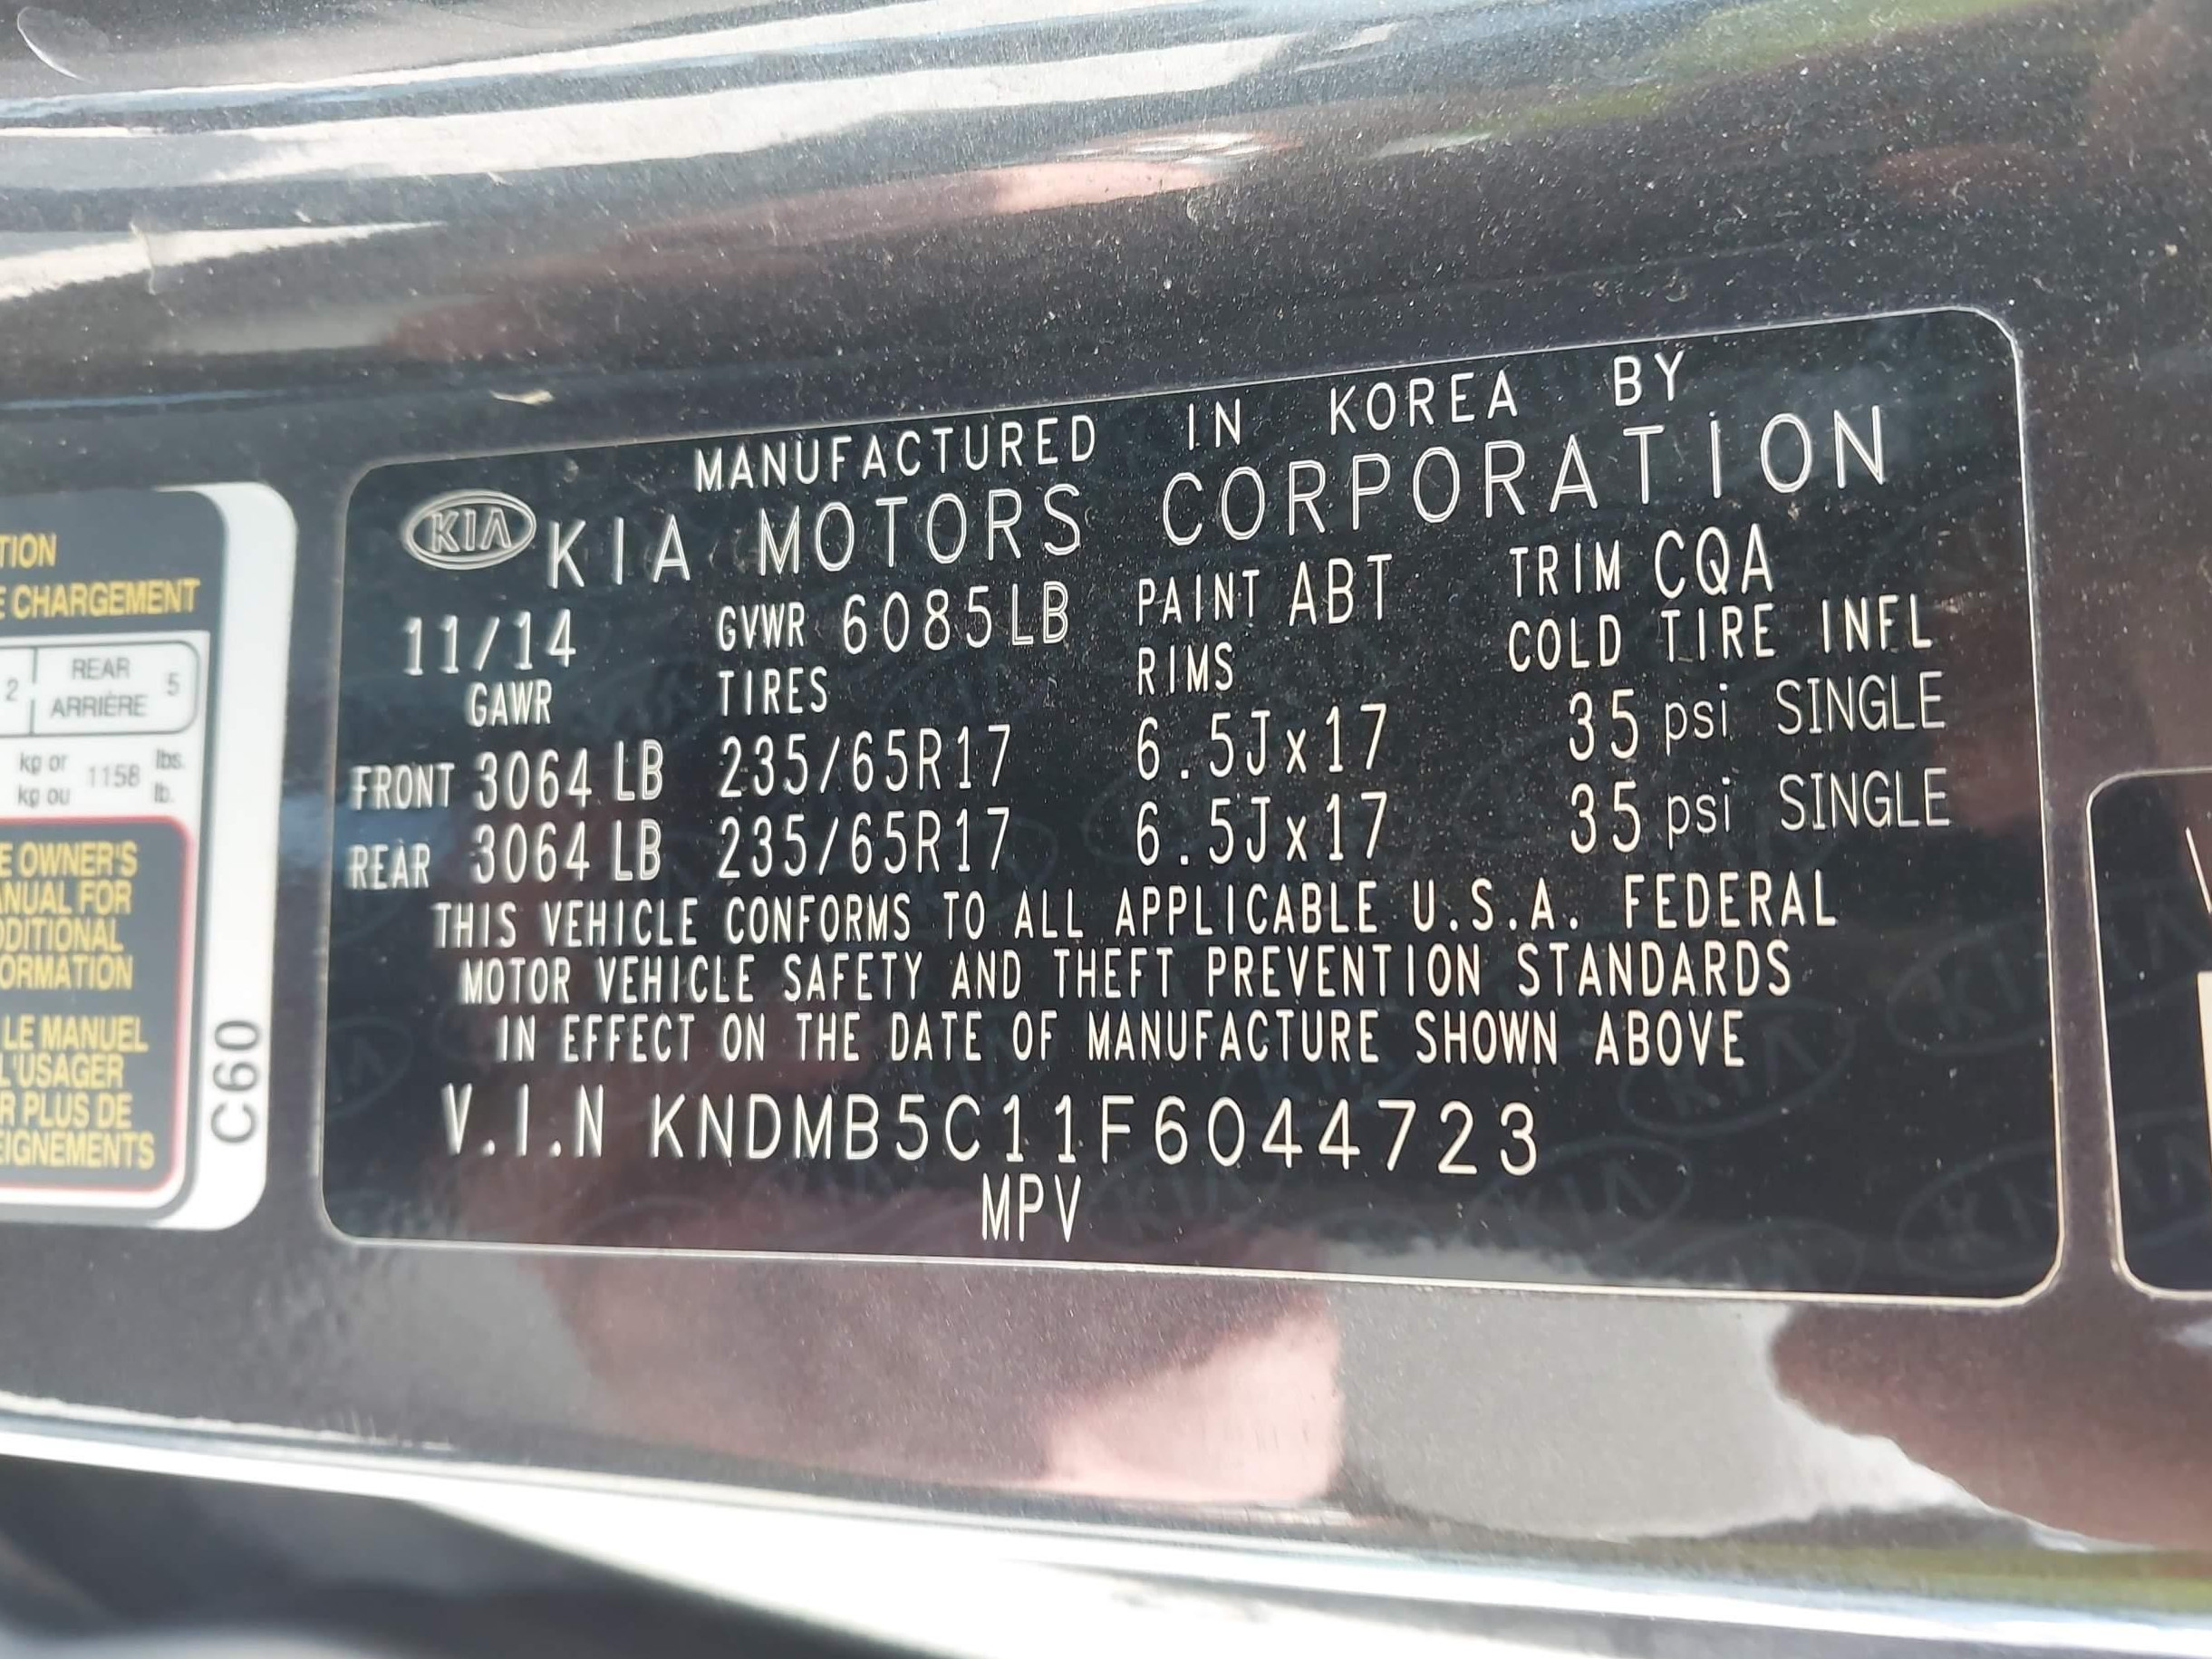 TION
E CHARGEMENT
2 REAR 5
ARRIÈRE
kg or 1158 lbs.
kg ou lb.
E OWNER'S
ANUAL FOR
DDITIONAL
ORMATION
LE MANUEL
L'USAGER
R PLUS DE
EIGNEMENTS
C60
MANUFACTURED IN KOREA BY
KIA KIA MOTORS CORPORATION
11/14 GVWR 6085LB PAINT ABT TRIM CQA
GAWR TIRES RIMS COLD TIRE INFL
FRONT 3064 LB 235/65R17 6.5Jx17 35 psi SINGLE
REAR 3064 LB 235/65R17 6.5Jx17 35 psi SINGLE
THIS VEHICLE CONFORMS TO ALL APPLICABLE U.S.A. FEDERAL
MOTOR VEHICLE SAFETY AND THEFT PREVENTION STANDARDS
IN EFFECT ON THE DATE OF MANUFACTURE SHOWN ABOVE
V.I.N KNDMB5C11F6044723
MPV